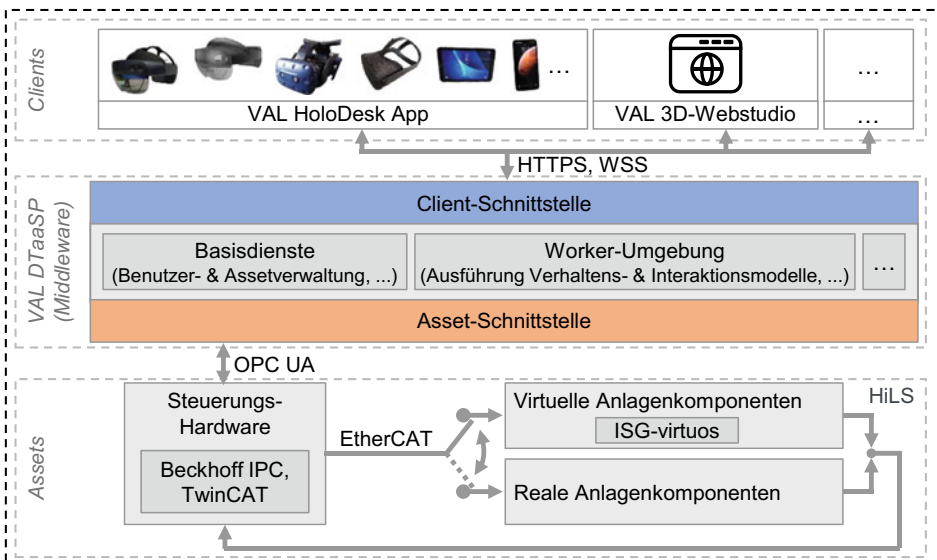 Clients
...
...
VAL HoloDesk App
VAL 3D-Webstudio
...
HTTPS, WSS
VAL DTaaSP
(Middleware)
Client-Schnittstelle
Basisdienste
(Benutzer- & Assetverwaltung, ...)
Worker-Umgebung
(Ausführung Verhaltens- & Interaktionsmodelle, ...)
...
Asset-Schnittstelle
OPC UA
Assets
Steuerungs-
Hardware
Beckhoff IPC,
TwinCAT
EtherCAT
HiLS
Virtuelle Anlagenkomponenten
ISG-virtuos
Reale Anlagenkomponenten